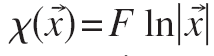 χ(x⃗) = F ln|x⃗|